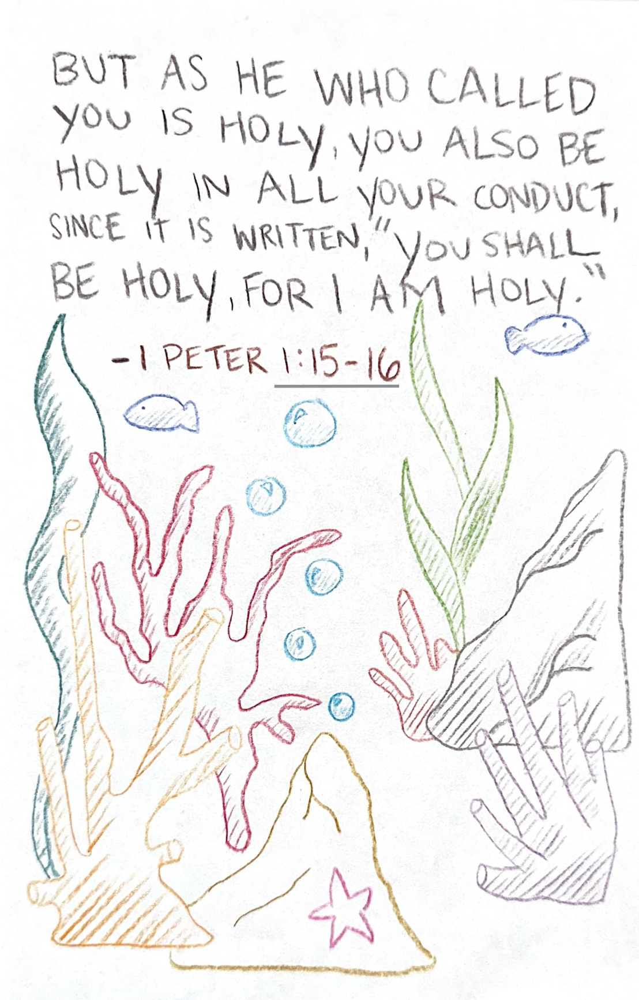 BUT AS HE WHO CALLED
YOU IS HOLY, YOU ALSO BE
HOLY IN ALL YOUR CONDUCT,
SINCE IT IS WRITTEN, "YOU SHALL
BE HOLY, FOR I AM HOLY."
-1 PETER 1:15-16